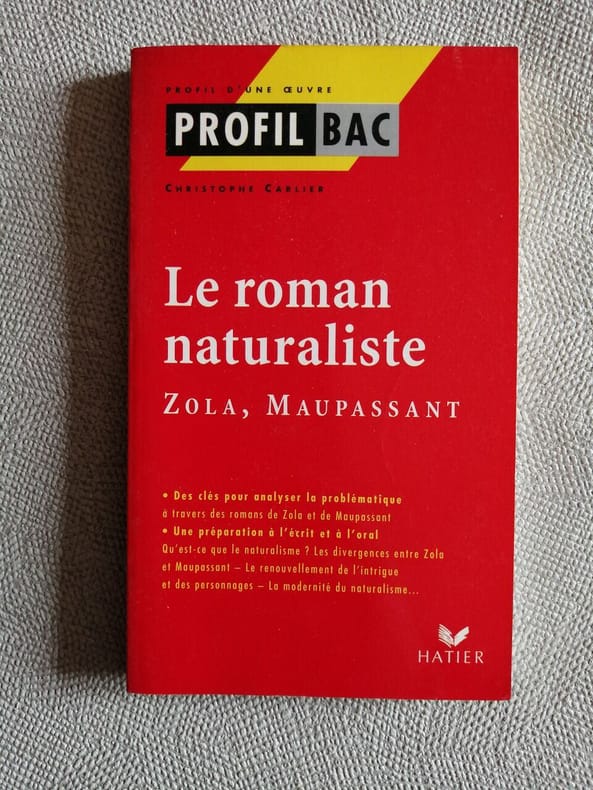 PROFIL D'UNE ŒUVRE
PROFIL BAC
CHRISTOPHE CARLIER
Le roman
naturaliste
ZOLA, MAUPASSANT
• Des clés pour analyser la problématique
à travers des romans de Zola et de Maupassant
• Une préparation à l'écrit et à l'oral
Qu'est-ce que le naturalisme ? Les divergences entre Zola
et Maupassant – Le renouvellement de l'intrigue
et des personnages – La modernité du naturalisme...
HATIER